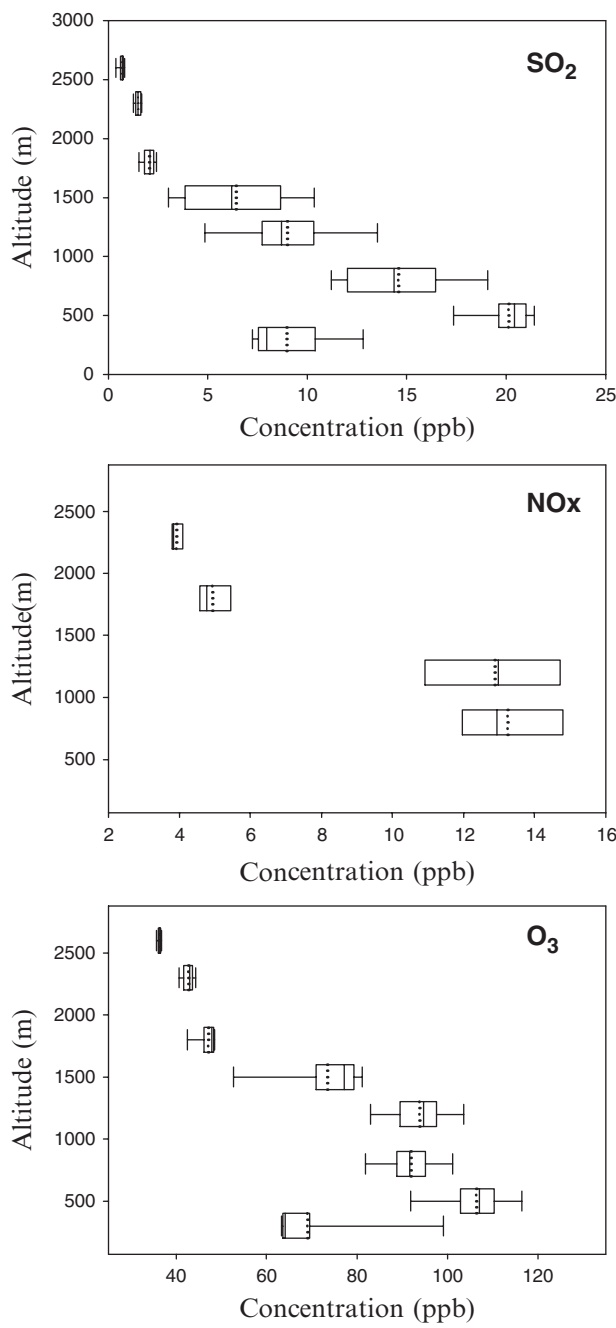 3000
SO2
2500
2000
1500
1000
500
0
Altitude (m)
0 5 10 15 20 25
Concentration (ppb)
NOx
2500
2000
1500
1000
500
Altitude(m)
2 4 6 8 10 12 14 16
Concentration (ppb)
O3
2500
2000
1500
1000
500
Altitude (m)
40 60 80 100 120
Concentration (ppb)